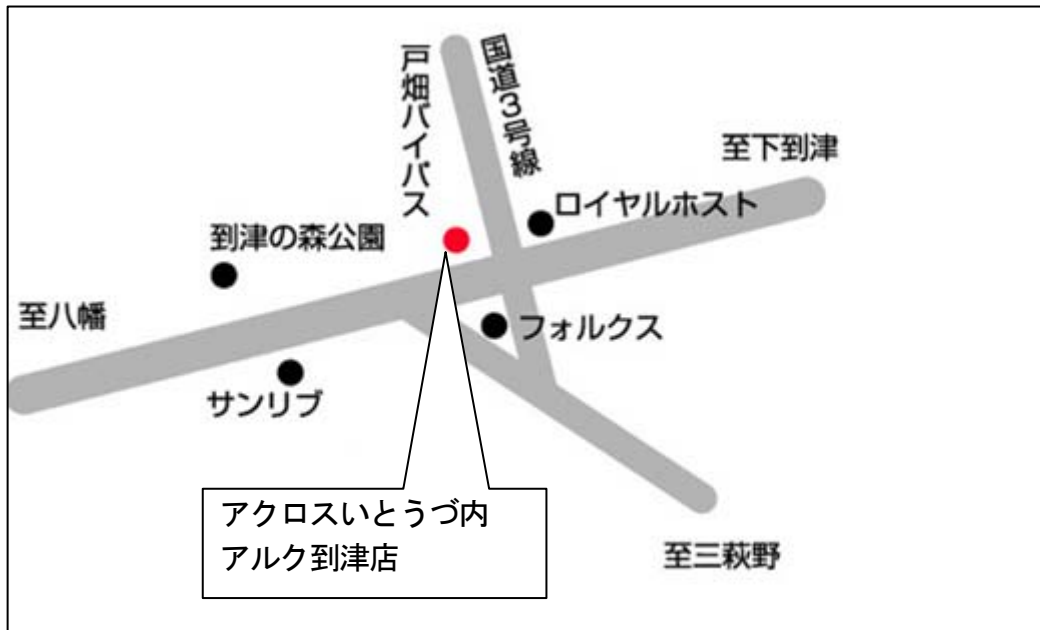 戸畑バイパス
国道3号線
至下到津
ロイヤルホスト
到津の森公園
至八幡
フォルクス
サンリブ
アクロスいとうづ内
アルク到津店
至三萩野